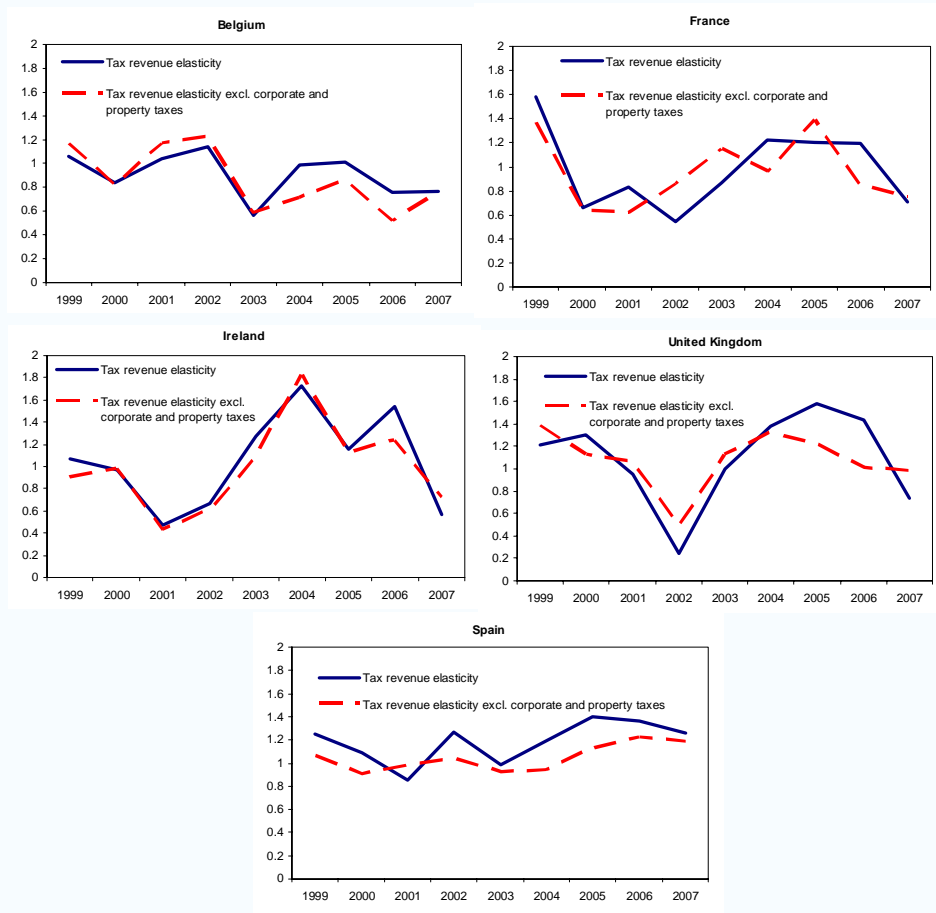 Belgium
2
1.8
1.6
1.4
1.2
1
0.8
0.6
0.4
0.2
0
Tax revenue elasticity
Tax revenue elasticity excl. corporate and
property taxes
1999 2000 2001 2002 2003 2004 2005 2006 2007
France
2
1.8
1.6
1.4
1.2
1
0.8
0.6
0.4
0.2
0
Tax revenue elasticity
Tax revenue elasticity excl. corporate and
property taxes
1999 2000 2001 2002 2003 2004 2005 2006 2007
Ireland
2
1.8
1.6
1.4
1.2
1
0.8
0.6
0.4
0.2
0
Tax revenue elasticity
Tax revenue elasticity excl.
corporate and property taxes
1999 2000 2001 2002 2003 2004 2005 2006 2007
United Kingdom
2
1.8
1.6
1.4
1.2
1
0.8
0.6
0.4
0.2
0
Tax revenue elasticity
Tax revenue elasticity excl.
corporate and property taxes
1999 2000 2001 2002 2003 2004 2005 2006 2007
Spain
2
1.8
1.6
1.4
1.2
1
0.8
0.6
0.4
0.2
0
Tax revenue elasticity
Tax revenue elasticity excl. corporate and property taxes
1999 2000 2001 2002 2003 2004 2005 2006 2007